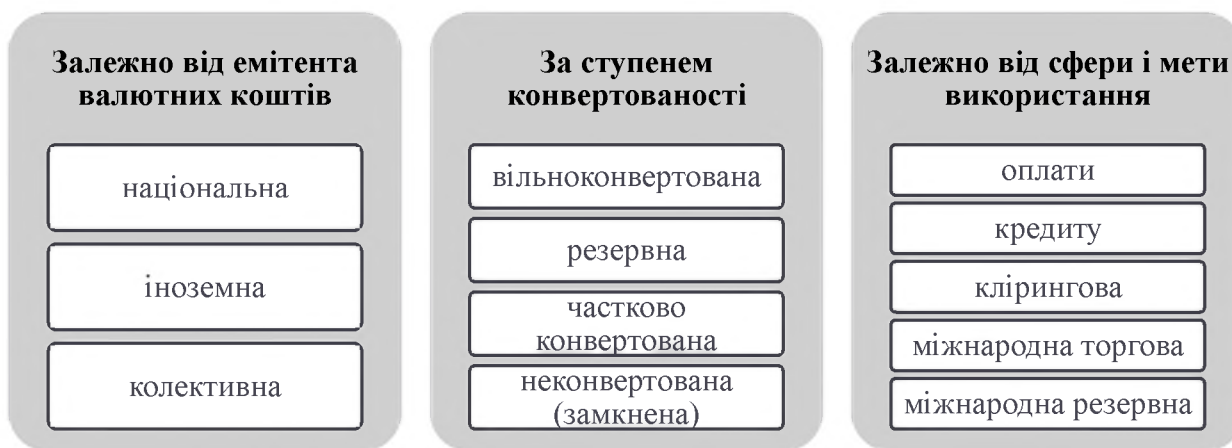 Залежно від емітента
валютних коштів
національна
іноземна
колективна
За ступенем
конвертованості
вільноконвертована
резервна
частково
конвертована
неконвертована
(замкнена)
Залежно від сфери і мети
використання
оплати
кредиту
клірингова
міжнародна торгова
міжнародна резервна